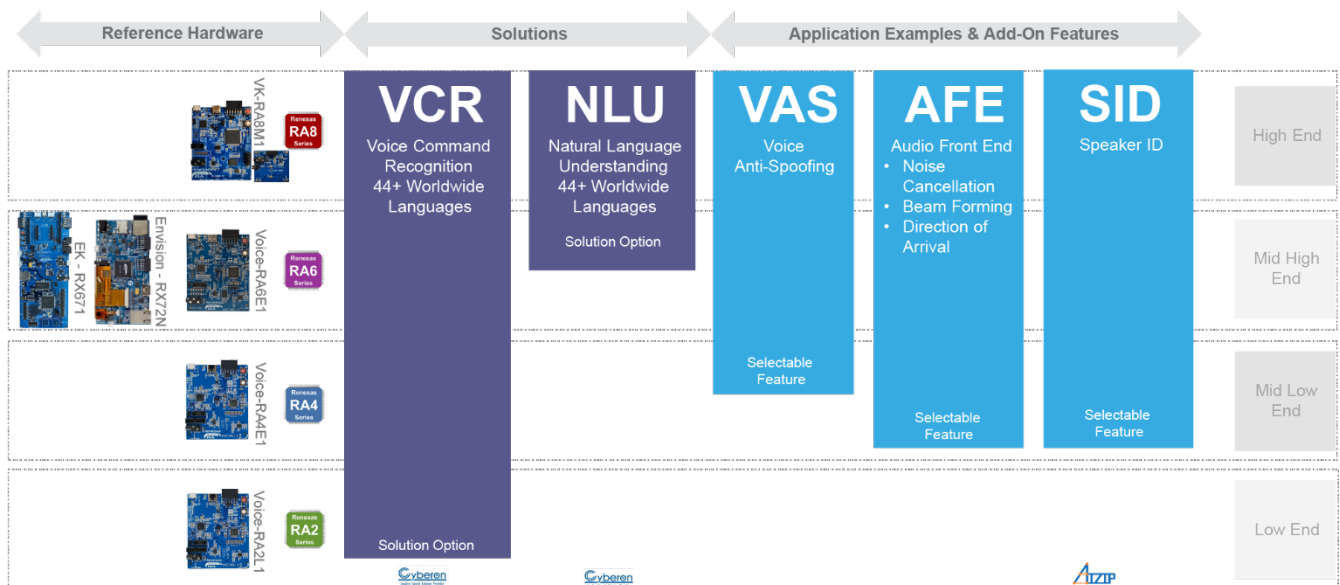 Reference Hardware
Solutions
Application Examples & Add-On Features
VK-RA8M1
Renesas
RA8
Series
VCR
Voice Command
Recognition
44+ Worldwide
Languages
NLU
Natural Language
Understanding
44+ Worldwide
Languages
Solution Option
VAS
Voice
Anti-Spoofing
AFE
Audio Front End
• Noise
Cancellation
• Beam Forming
• Direction of
Arrival
SID
Speaker ID
High End
EK - RX671
Envision - RX72N
Voice-RA6E1
Renesas
RA6
Series
Mid High
End
Voice-RA4E1
Renesas
RA4
Series
Selectable
Feature
Selectable
Feature
Selectable
Feature
Mid Low
End
Voice-RA2L1
Renesas
RA2
Series
Solution Option
Low End
Cyberon
Cyberon
AIZIP